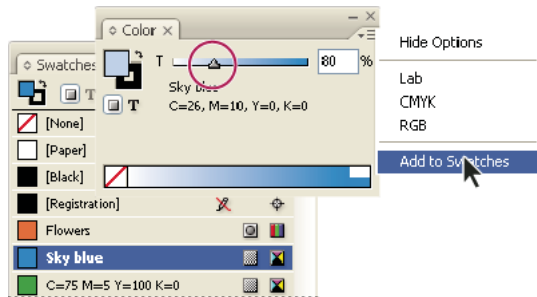 Color
T
80 %
Sky blue
T
C=26, M=10, Y=0, K=0
Swatches
T
[None]
[Paper]
[Black]
[Registration]
Flowers
Sky blue
C=75 M=5 Y=100 K=0
Hide Options
Lab
CMYK
RGB
Add to Swatches